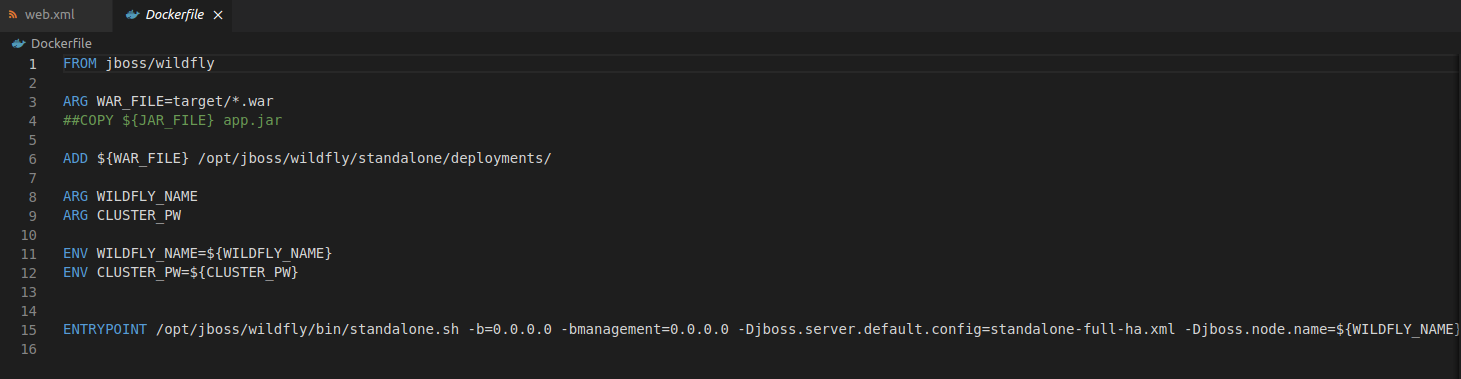 web.xml
Dockerfile
Dockerfile
1 FROM jboss/wildfly
2
3 ARG WAR_FILE=target/*.war
4 ##COPY ${JAR_FILE} app.jar
5
6 ADD ${WAR_FILE} /opt/jboss/wildfly/standalone/deployments/
7
8 ARG WILDFLY_NAME
9 ARG CLUSTER_PW
10
11 ENV WILDFLY_NAME=${WILDFLY_NAME}
12 ENV CLUSTER_PW=${CLUSTER_PW}
13
14
15 ENTRYPOINT /opt/jboss/wildfly/bin/standalone.sh -b=0.0.0.0 -bmanagement=0.0.0.0 -Djboss.server.default.config=standalone-full-ha.xml -Djboss.node.name=${WILDFLY_NAME}
16